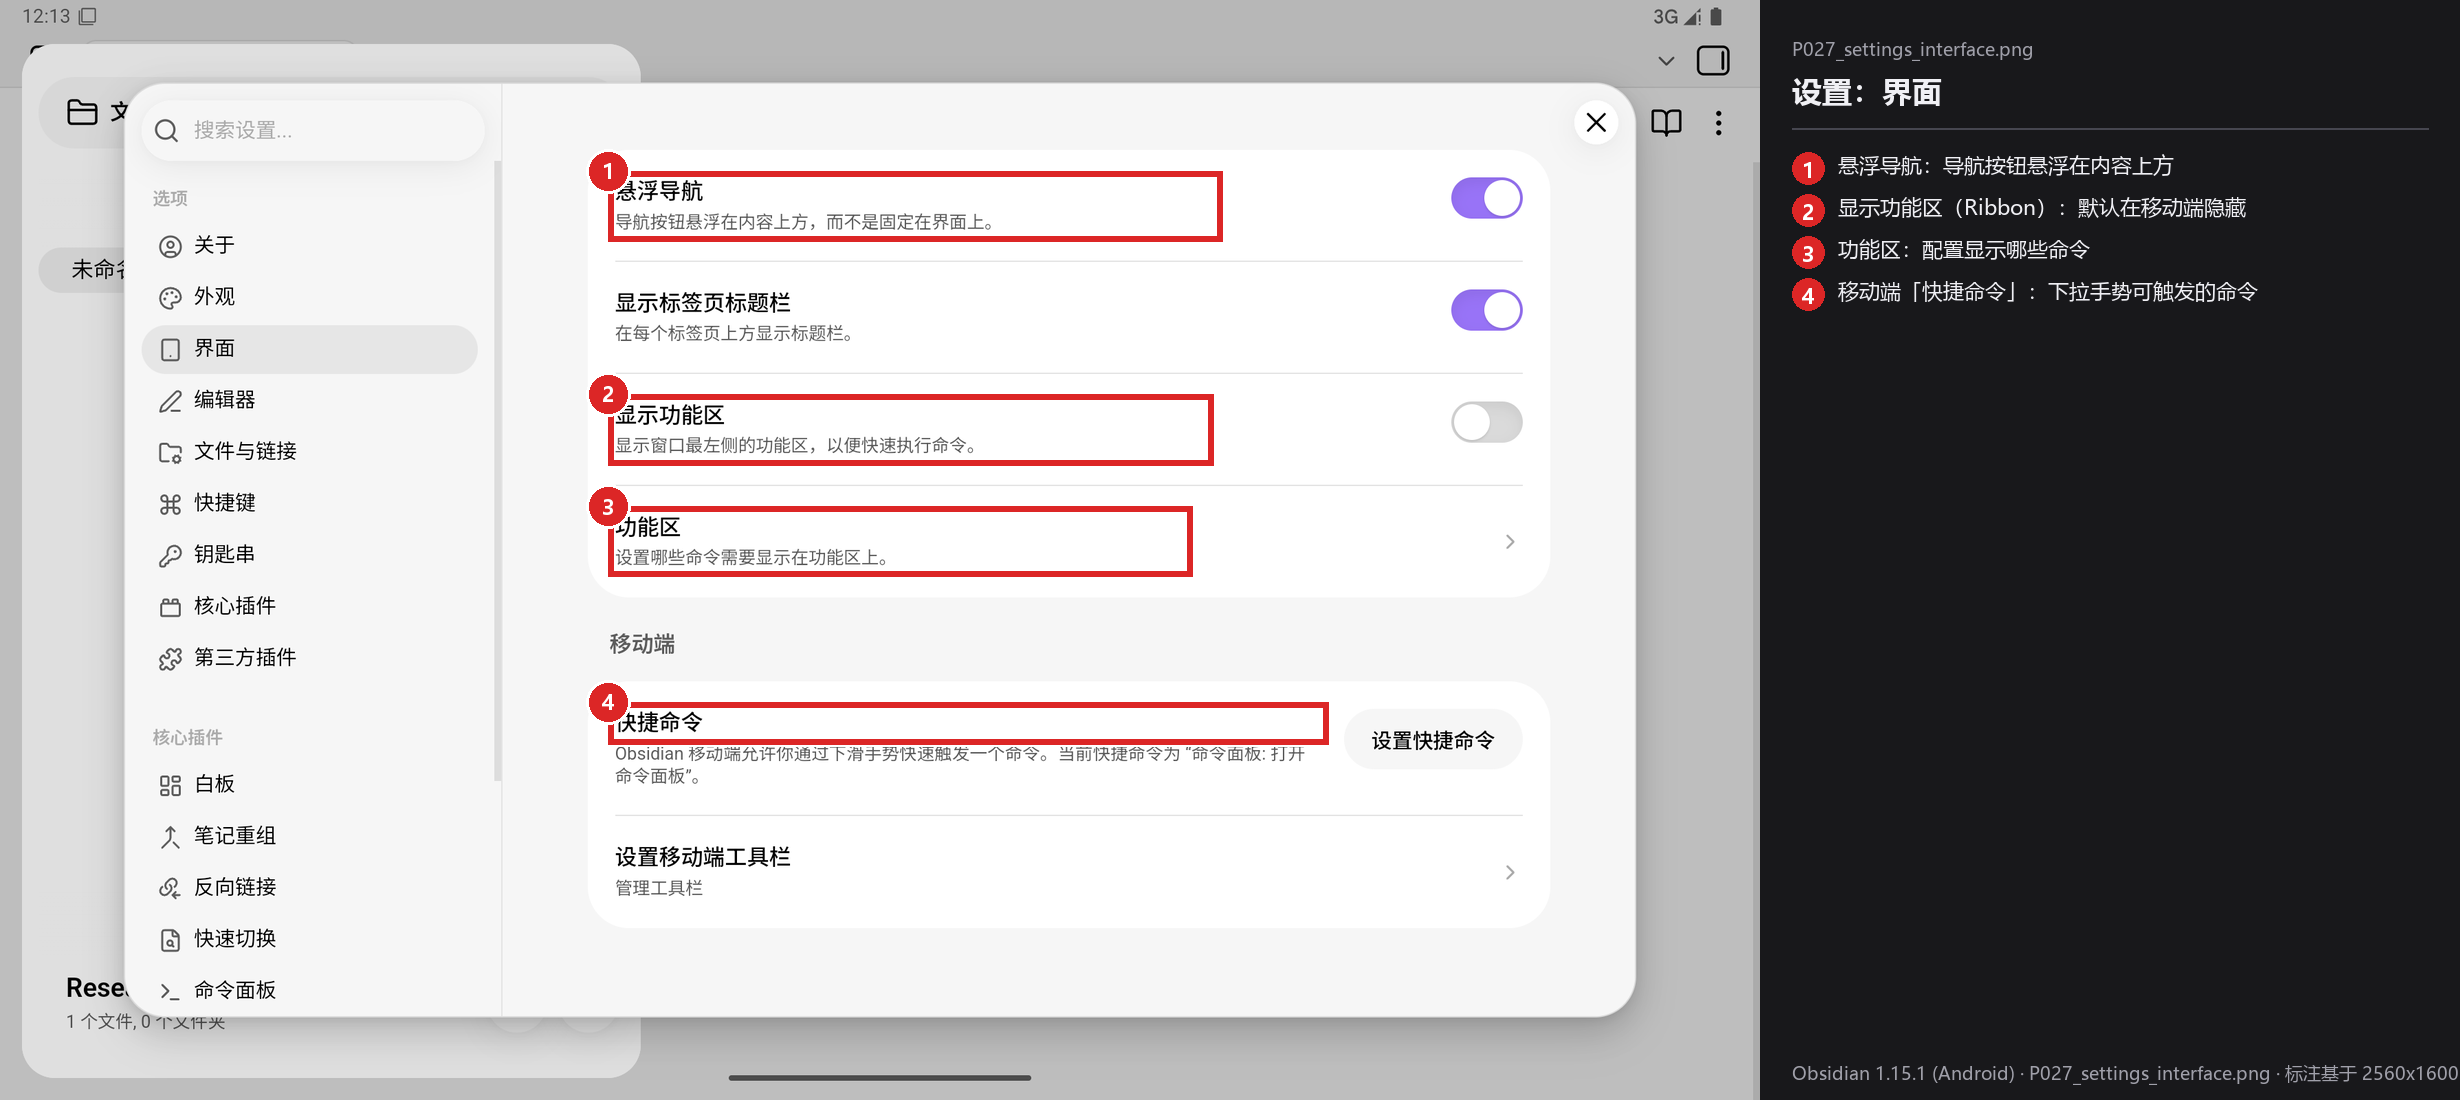 12:13
3G
搜索设置...
选项
关于
外观
界面
编辑器
文件与链接
快捷键
钥匙串
核心插件
第三方插件
核心插件
白板
笔记重组
反向链接
快速切换
命令面板
未命
Rese
1 个文件, 0 个文件夹
1
悬浮导航
导航按钮悬浮在内容上方，而不是固定在界面上。
显示标签页标题栏
在每个标签页上方显示标题栏。
2
显示功能区
显示窗口最左侧的功能区，以便快速执行命令。
3
功能区
设置哪些命令需要显示在功能区上。
移动端
4
快捷命令
Obsidian 移动端允许你通过下滑手势快速触发一个命令。当前快捷命令为 “命令面板: 打开
命令面板”。
设置快捷命令
设置移动端工具栏
管理工具栏
P027_settings_interface.png
设置：界面
1 悬浮导航：导航按钮悬浮在内容上方
2 显示功能区（Ribbon）：默认在移动端隐藏
3 功能区：配置显示哪些命令
4 移动端「快捷命令」：下拉手势可触发的命令
Obsidian 1.15.1 (Android) · P027_settings_interface.png · 标注基于 2560x1600